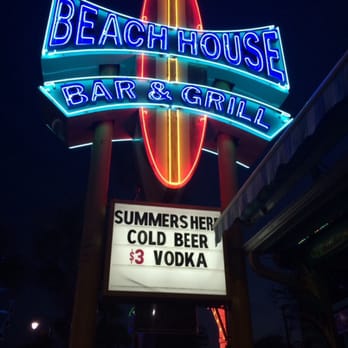 BEACH HOUSE
BAR & GRILL
SUMMERS HERE
COLD BEER
$3 VODKA